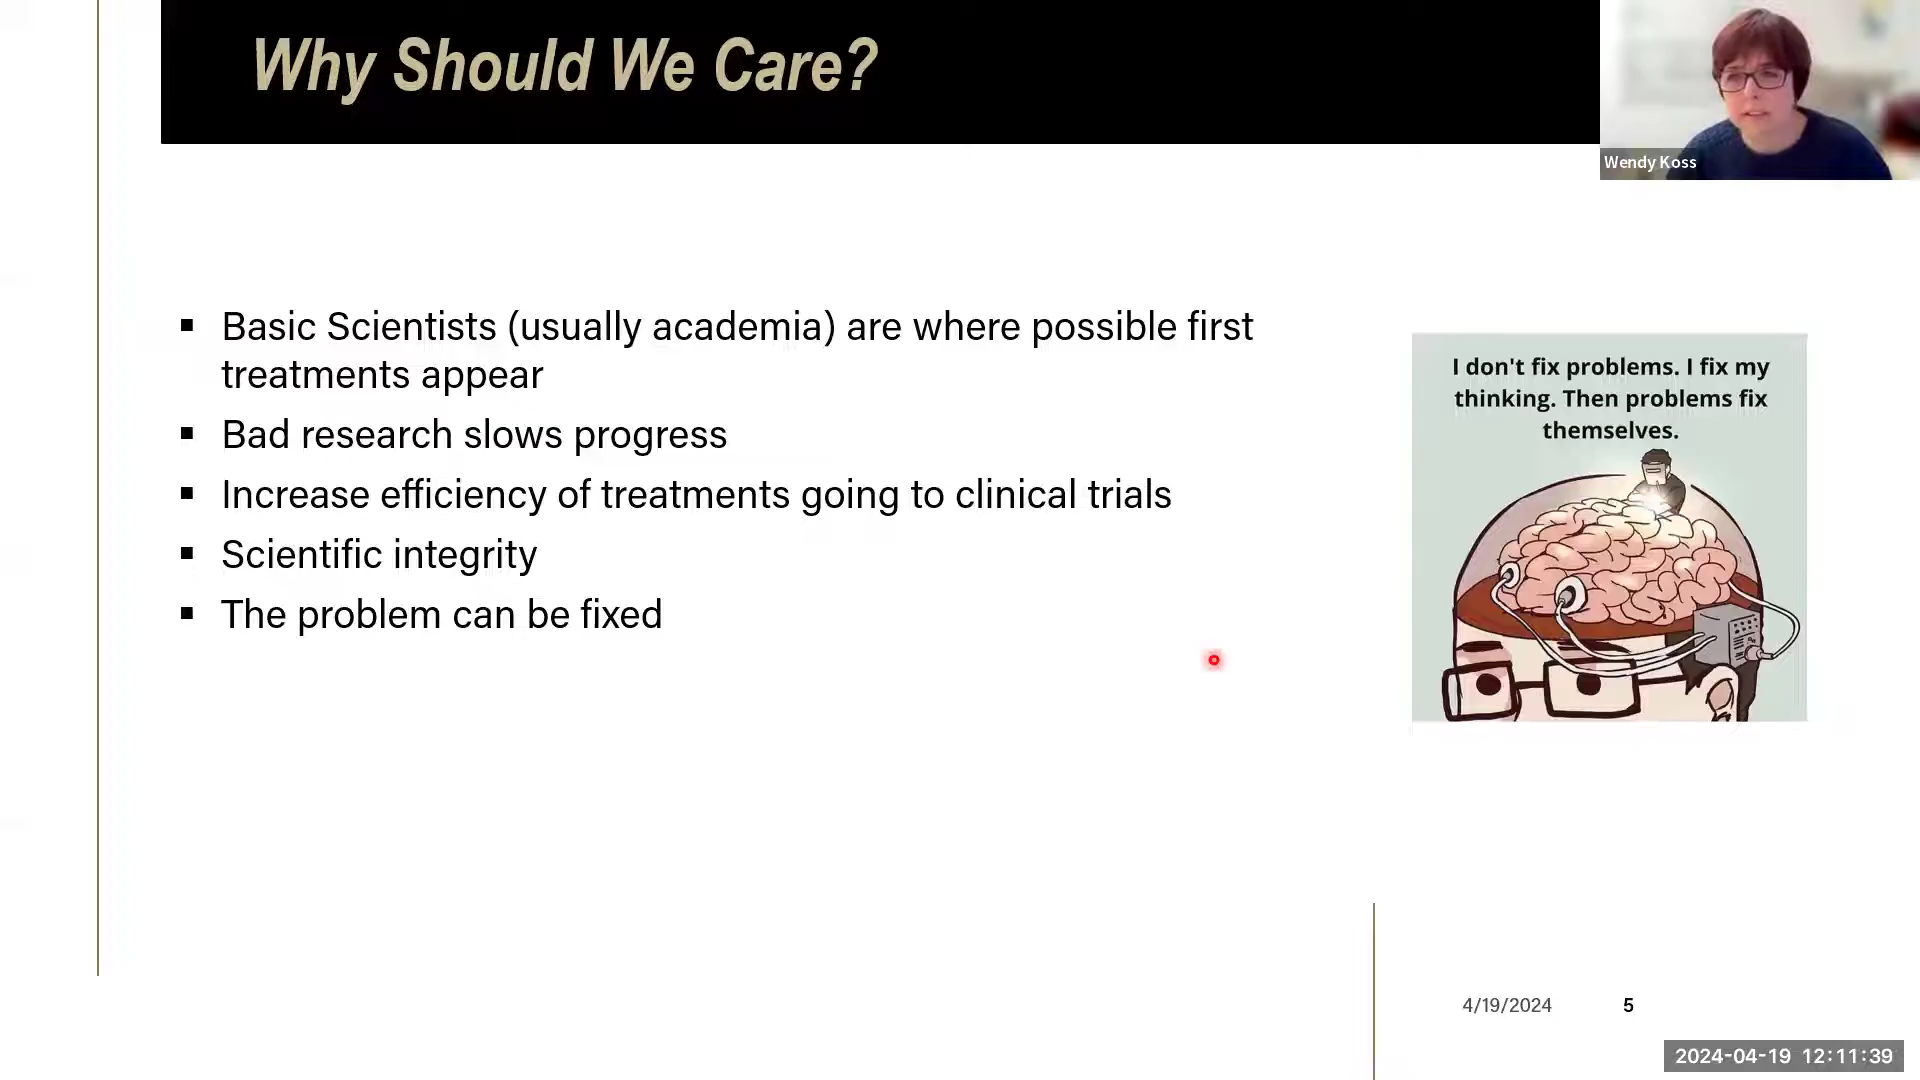 Why Should We Care?
Wendy Koss
▪ Basic Scientists (usually academia) are where possible first
treatments appear
▪ Bad research slows progress
▪ Increase efficiency of treatments going to clinical trials
▪ Scientific integrity
▪ The problem can be fixed
I don't fix problems. I fix my
thinking. Then problems fix
themselves.
4/19/2024 5
2024-04-19 12:11:39